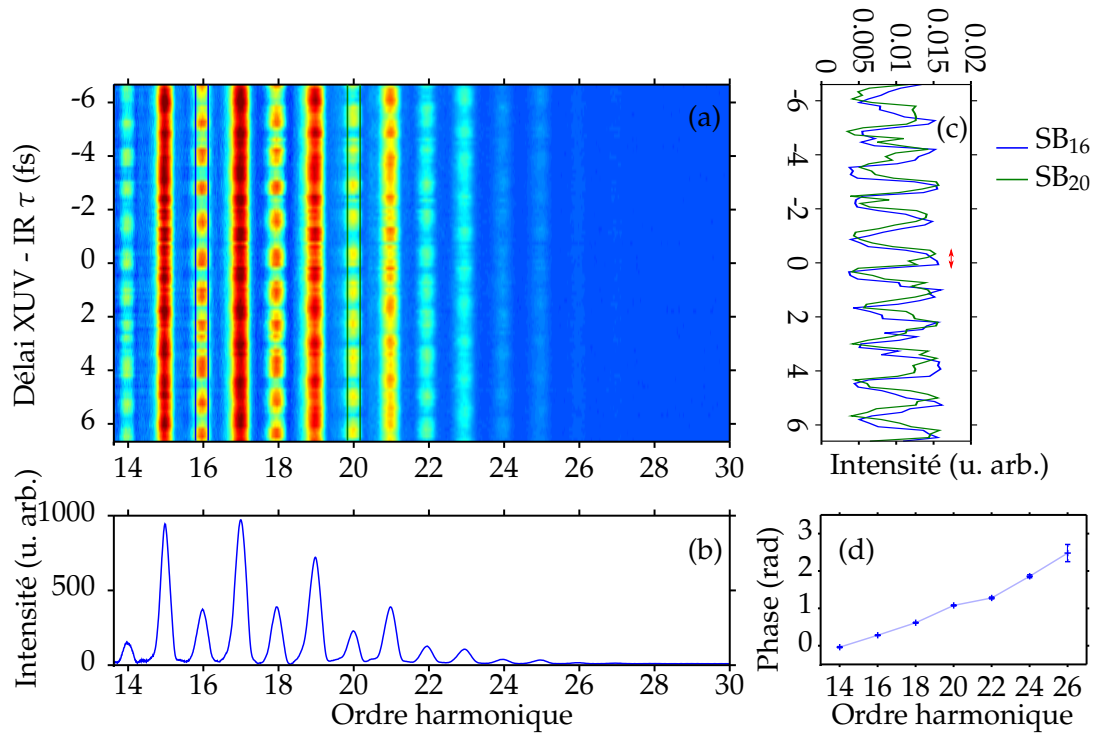 -6
-4
-2
0
2
4
6
Délai XUV - IR τ (fs)
(a)
14 16 18 20 22 24 26 28 30
0 0.005 0.01 0.015 0.02
-6
-4
-2
0
2
4
6
(c)
SB16
SB20
Intensité (u. arb.)
1000
500
0
Intensité (u. arb.)
(b)
14 16 18 20 22 24 26 28 30
Ordre harmonique
3
2
1
0
Phase (rad)
(d)
14 16 18 20 22 24 26
Ordre harmonique